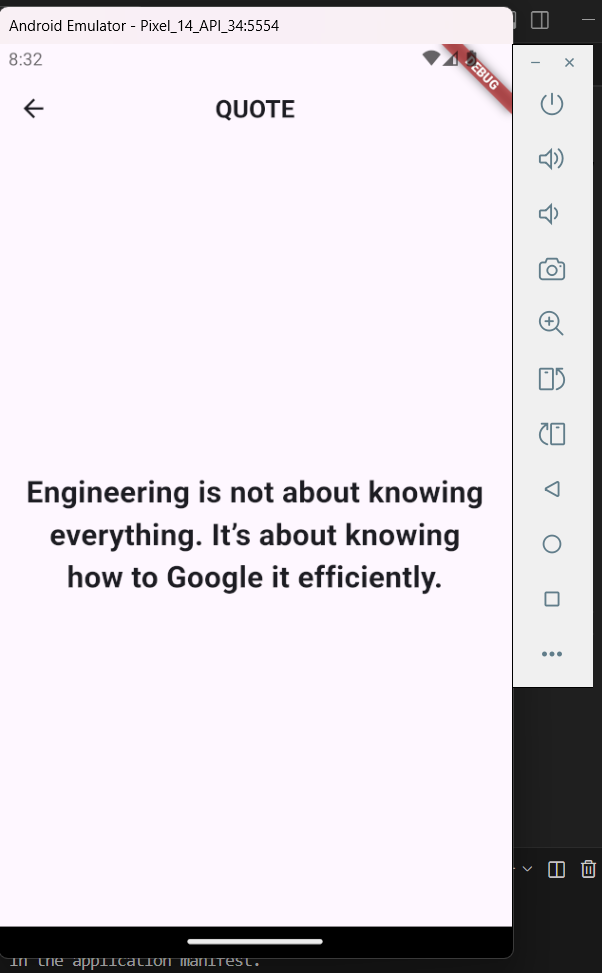 Android Emulator - Pixel_14_API_34:5554
8:32
DEBUG
QUOTE
Engineering is not about knowing
everything. It’s about knowing
how to Google it efficiently.
in the application manifest.